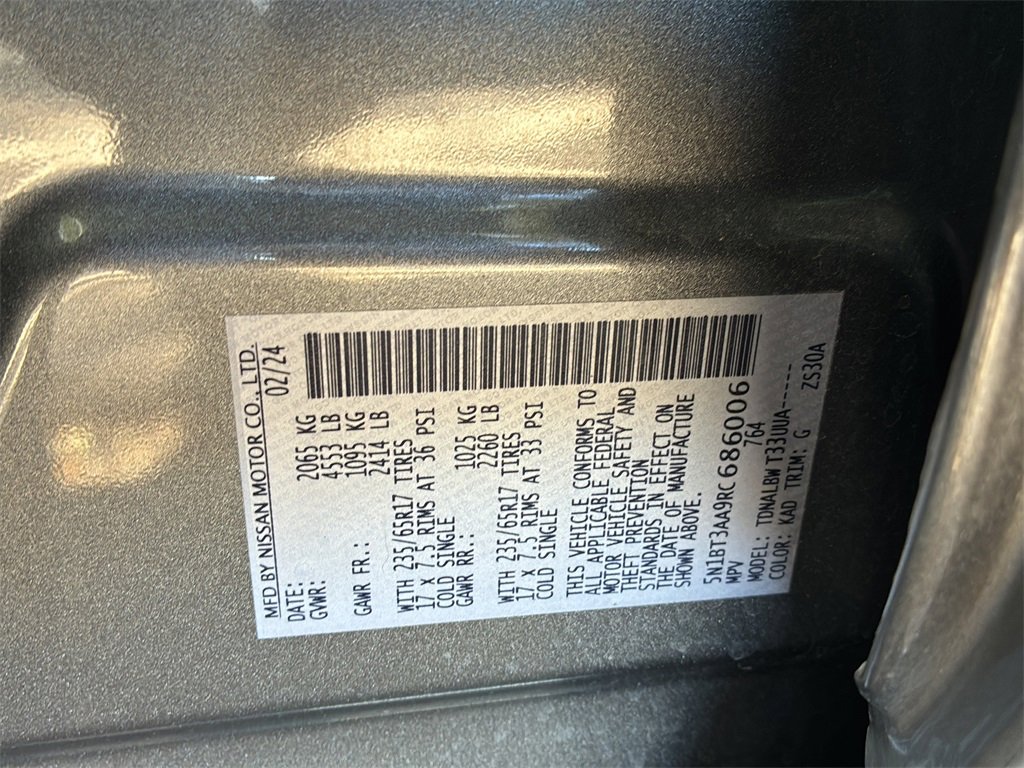 MFD BY NISSAN MOTOR CO., LTD.
DATE: 02/24
GVWR: 2065 KG
4553 LB
1095 KG
GAWR FR.: 2414 LB
WITH 235/65R17 TIRES
17 X 7.5 RIMS AT 36 PSI
COLD SINGLE
GAWR RR.: 1025 KG
2260 LB
WITH 235/65R17 TIRES
17 X 7.5 RIMS AT 33 PSI
COLD SINGLE
THIS VEHICLE CONFORMS TO
ALL APPLICABLE FEDERAL
MOTOR VEHICLE SAFETY AND
THEFT PREVENTION
STANDARDS IN EFFECT ON
THE DATE OF MANUFACTURE
SHOWN ABOVE.
5N1BT3AA9RC686006
MPV 764
MODEL: TDNALBW T33UUA-----
COLOR: KAD TRIM: G ZS30A